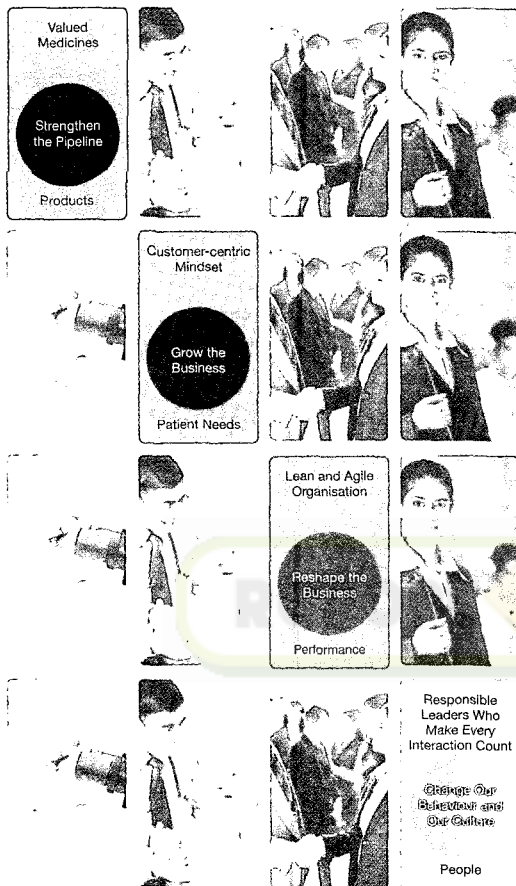 Valued
Medicines
Strengthen
the Pipeline
Products
Customer-centric
Mindset
Grow the
Business
Patient Needs
Lean and Agile
Organisation
Reshape the
Business
Performance
Responsible
Leaders Who
Make Every
Interaction Count
Change Our
Behaviour and
Our Culture
People